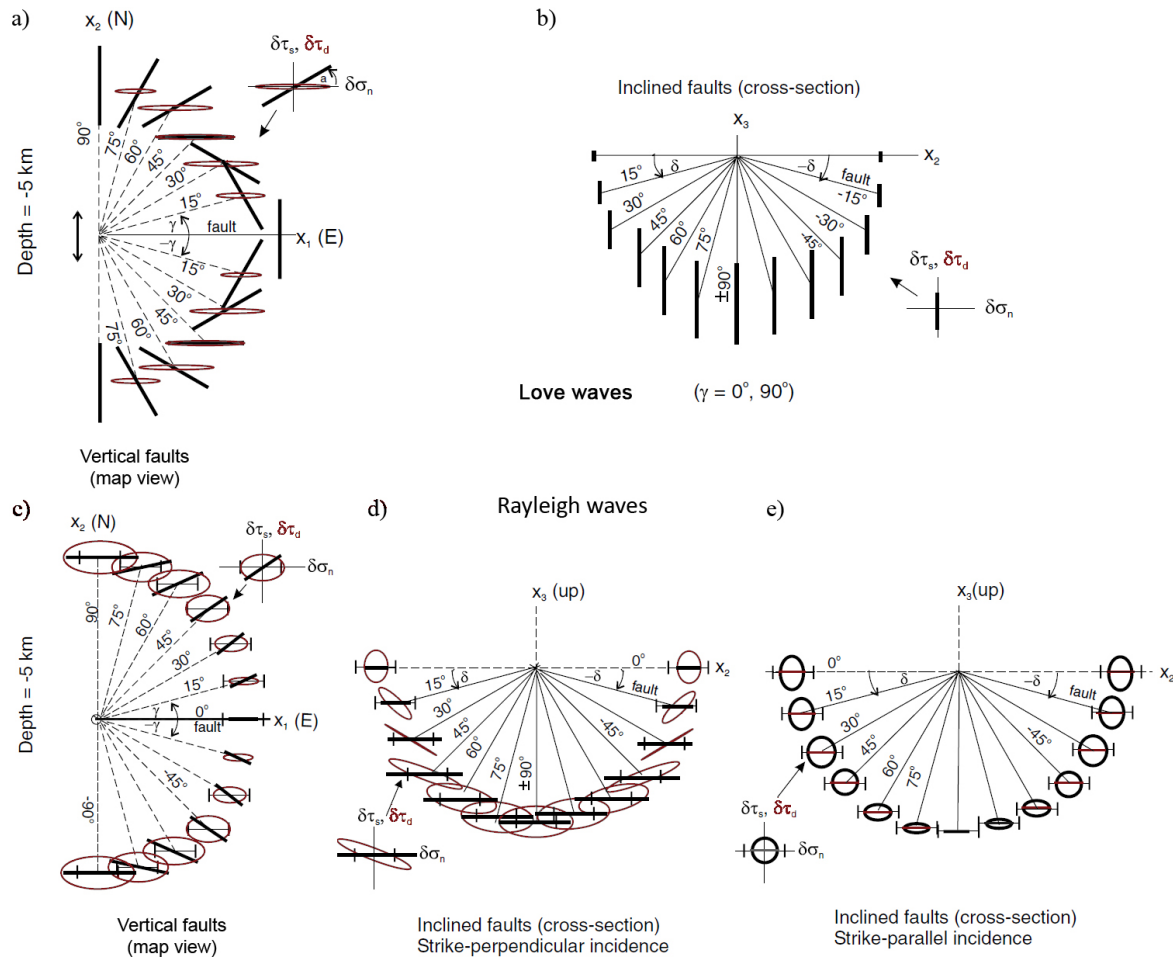 a)
x₂ (N)
δτₛ, δτ_d
a
δσₙ
Depth = -5 km
90°
75°
60°
45°
30°
15°
γ
fault
x₁ (E)
-γ
15°
30°
45°
60°
75°
Vertical faults
(map view)
b)
Inclined faults (cross-section)
x₃
x₂
15°
δ
-δ
fault
-15°
30°
-30°
45°
-45°
60°
75°
±90°
δτₛ, δτ_d
δσₙ
Love waves
(γ = 0°, 90°)
Rayleigh waves
c)
x₂ (N)
δτₛ, δτ_d
δσₙ
Depth = -5 km
90°
75°
60°
45°
30°
15°
γ
0°
fault
x₁ (E)
-γ
-45°
-90°
Vertical faults
(map view)
d)
x₃ (up)
0°
x₂
15°
δ
-δ
fault
30°
45°
-45°
60°
75°
±90°
δτₛ, δτ_d
δσₙ
Inclined faults (cross-section)
Strike-perpendicular incidence
e)
x₃(up)
0°
x₂
15°
δ
-δ
fault
30°
45°
-45°
60°
75°
δτₛ, δτ_d
δσₙ
Inclined faults (cross-section)
Strike-parallel incidence